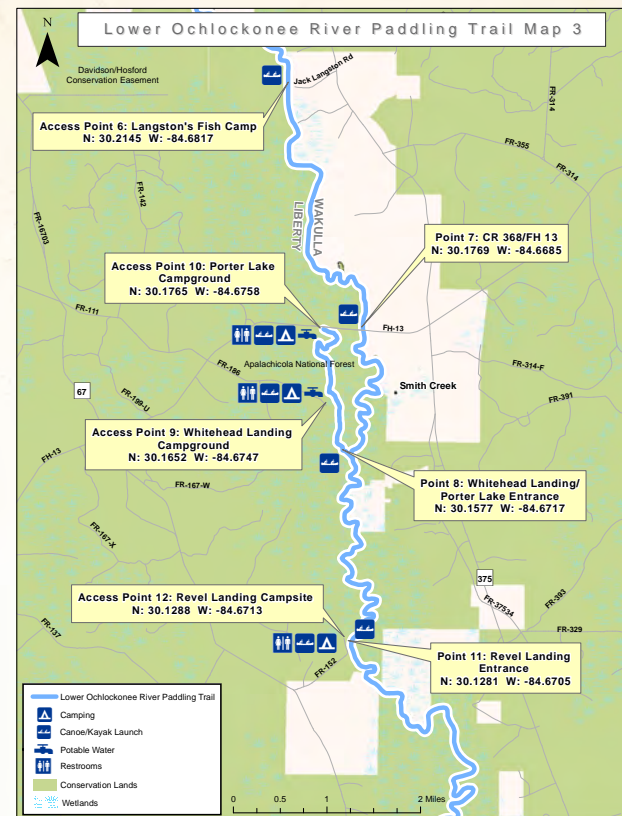 Lower Ochlockonee River Paddling Trail Map 3
N
Davidson/Hosford
Conservation Easement
Jack Langston Rd
FR-314
Access Point 6: Langston's Fish Camp
N: 30.2145 W: -84.6817
FR-355
FR-314
FR-142
FR-16703
WAKULLA
LIBERTY
Point 7: CR 368/FH 13
N: 30.1769 W: -84.6685
Access Point 10: Porter Lake
Campground
N: 30.1765 W: -84.6758
FR-111
FH-13
FR-186
Apalachicola National Forest
FR-314-F
67
Smith Creek
FR-199-U
FR-391
Access Point 9: Whitehead Landing
Campground
N: 30.1652 W: -84.6747
FH-13
FR-167-W
Point 8: Whitehead Landing/
Porter Lake Entrance
N: 30.1577 W: -84.6717
FR-167-X
375
Access Point 12: Revel Landing Campsite
N: 30.1288 W: -84.6713
FR-37534
FR-393
FR-137
FR-329
FR-152
Point 11: Revel Landing
Entrance
N: 30.1281 W: -84.6705
Lower Ochlockonee River Paddling Trail
Camping
Canoe/Kayak Launch
Potable Water
Restrooms
Conservation Lands
Wetlands
0 0.5 1 2 Miles